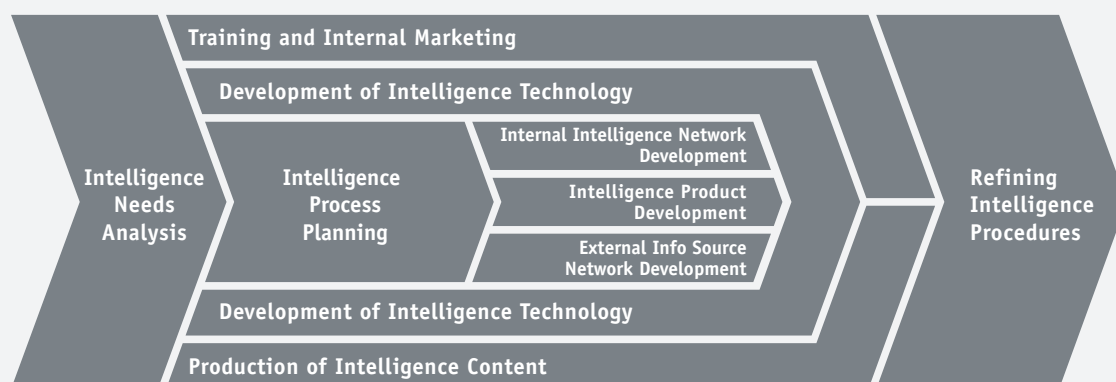 Training and Internal Marketing
Development of Intelligence Technology
Intelligence
Needs
Analysis
Intelligence
Process
Planning
Internal Intelligence Network
Development
Intelligence Product
Development
External Info Source
Network Development
Refining
Intelligence
Procedures
Development of Intelligence Technology
Production of Intelligence Content